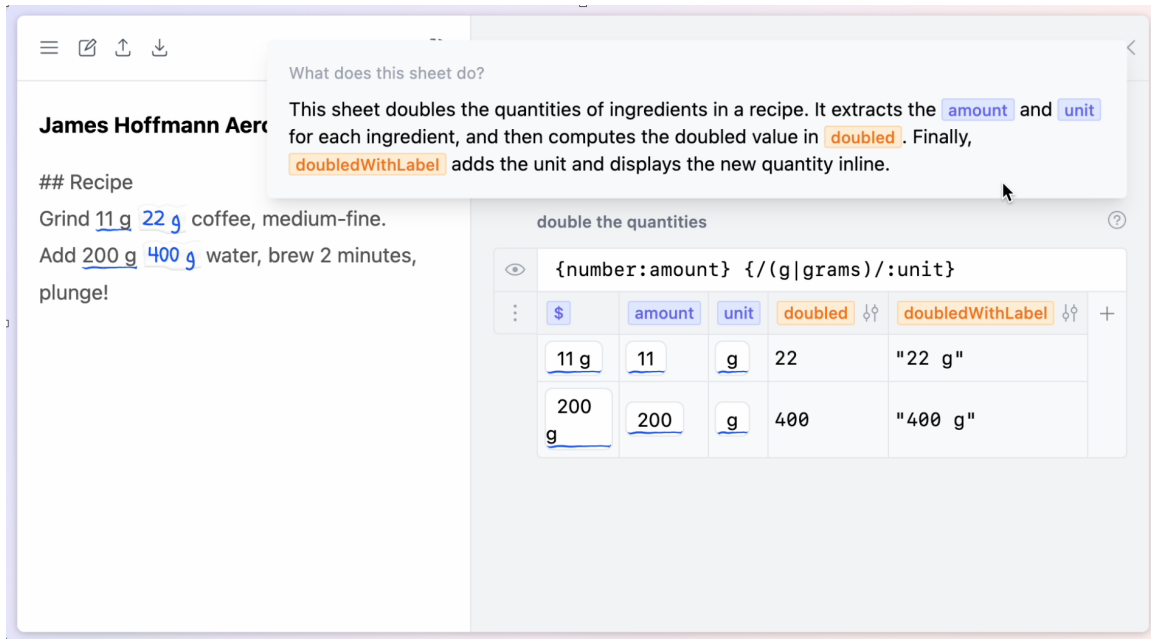 What does this sheet do?
This sheet doubles the quantities of ingredients in a recipe. It extracts the amount and unit
for each ingredient, and then computes the doubled value in doubled . Finally,
doubledWithLabel adds the unit and displays the new quantity inline.
James Hoffmann
## Recipe
Grind 11 g 22 g coffee, medium-fine.
Add 200 g 400 g water, brew 2 minutes,
plunge!
double the quantities
{number:amount} {/(g|grams)/:unit}
$ amount unit doubled doubledWithLabel +
11 g 11 g 22 "22 g"
200
g 200 g 400 "400 g"